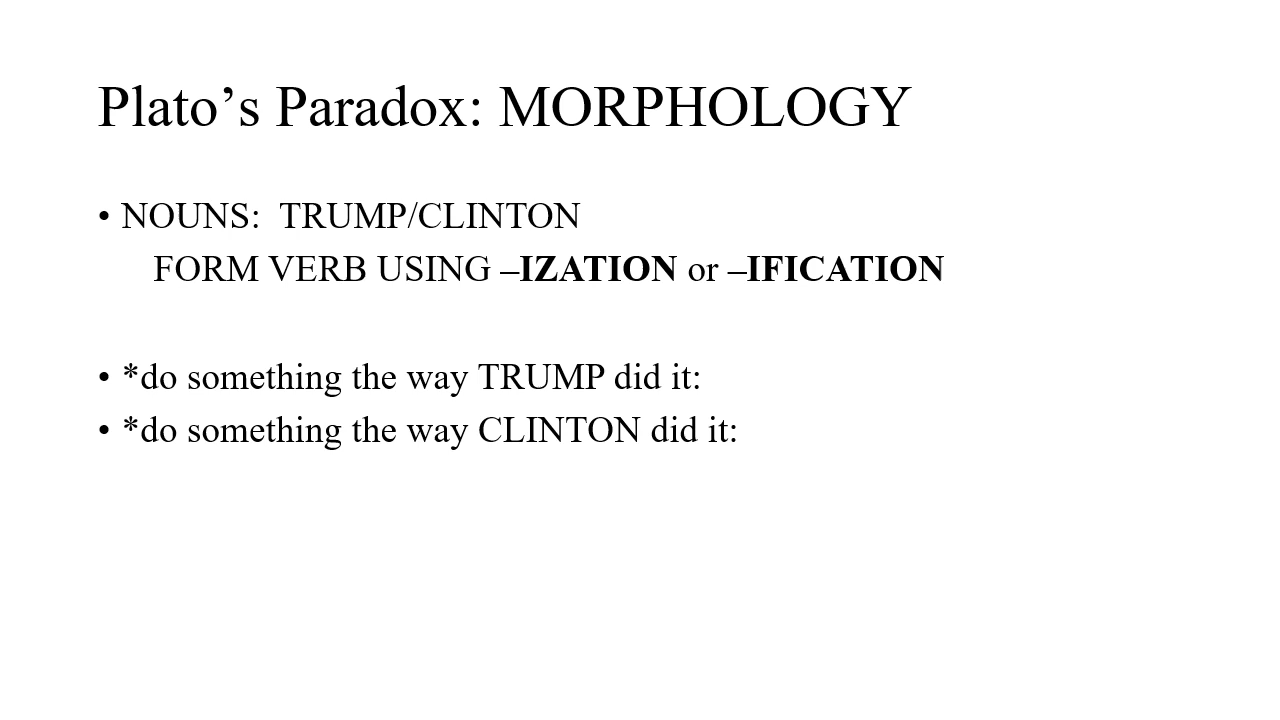 Plato’s Paradox: MORPHOLOGY
• NOUNS:  TRUMP/CLINTON
FORM VERB USING –IZATION or –IFICATION
• *do something the way TRUMP did it:
• *do something the way CLINTON did it: